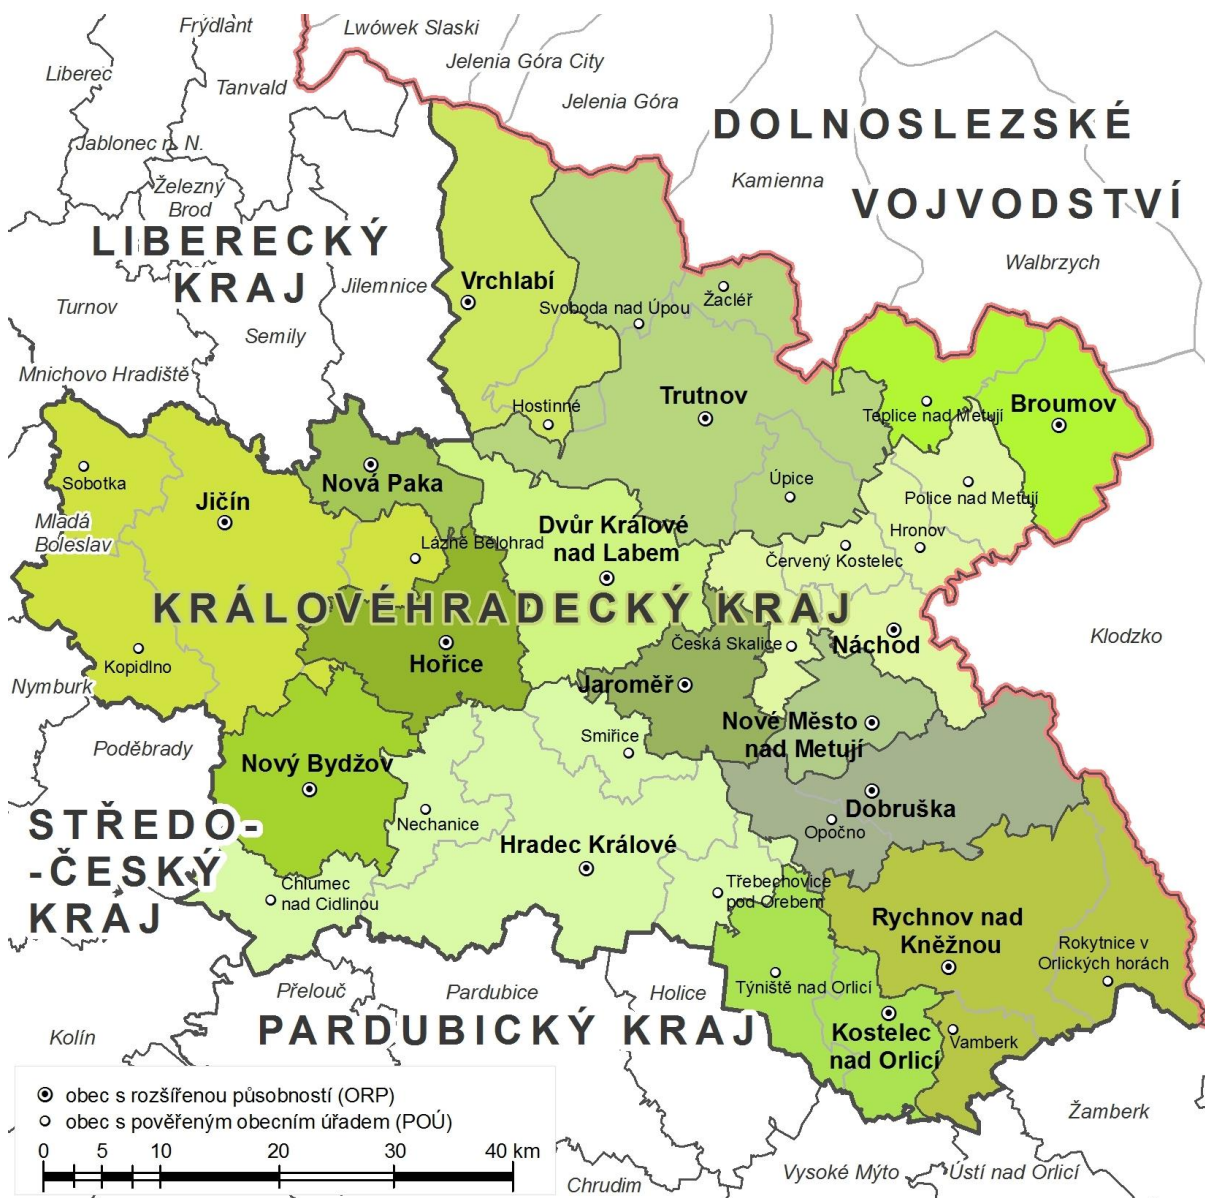 Frýdlant
Lwówek Slaski
Liberec
Jelenia Góra City
Tanvald
Jelenia Góra
DOLNOSLEZSKÉ
Jablonec n. N.
Železný
Brod
Kamienna
VOJVODSTVÍ
LIBERECKÝ
KRAJ
Walbrzych
Jilemnice
Vrchlabí
Žacléř
Turnov
Svoboda nad Úpou
Semily
Mnichovo Hradiště
Trutnov
Hostinné
Teplice nad Metují
Broumov
Sobotka
Nová Paka
Jičín
Úpice
Police nad Metují
Mladá
Boleslav
Dvůr Králové
nad Labem
Hronov
Lázně Bělohrad
Červený Kostelec
KRÁLOVÉHRADECKÝ KRAJ
Klodzko
Náchod
Česká Skalice
Kopidlno
Hořice
Nymburk
Jaroměř
Nové Město
nad Metují
Poděbrady
Smiřice
Nový Bydžov
Dobruška
Opočno
Nechanice
STŘEDO-
-ČESKÝ
KRAJ
Hradec Králové
Chlumec
nad Cidlinou
Třebechovice
pod Orebem
Rychnov nad
Kněžnou
Rokytnice v
Orlických horách
Týniště nad Orlicí
Přelouč
Pardubice
Holice
PARDUBICKÝ KRAJ
Kolín
Kostelec
nad Orlicí
Vamberk
Žamberk
obec s rozšířenou působností (ORP)
obec s pověřeným obecním úřadem (POÚ)
0 5 10 20 30 40 km
Vysoké Mýto
Ústí nad Orlicí
Chrudim